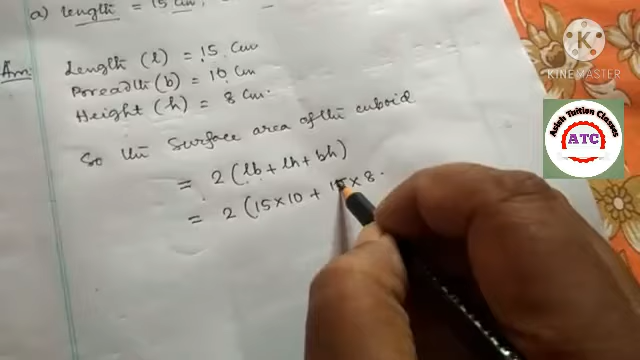 a) Length = 15 cm,
Ans: Length (l) = 15 cm
Breadth (b) = 10 cm
Height (h) = 8 cm.
So the surface area of the cuboid
= 2 (lb + lh + bh)
= 2 (15×10 + 15×8
KINEMASTER
Asish Tuition Classes
ATC